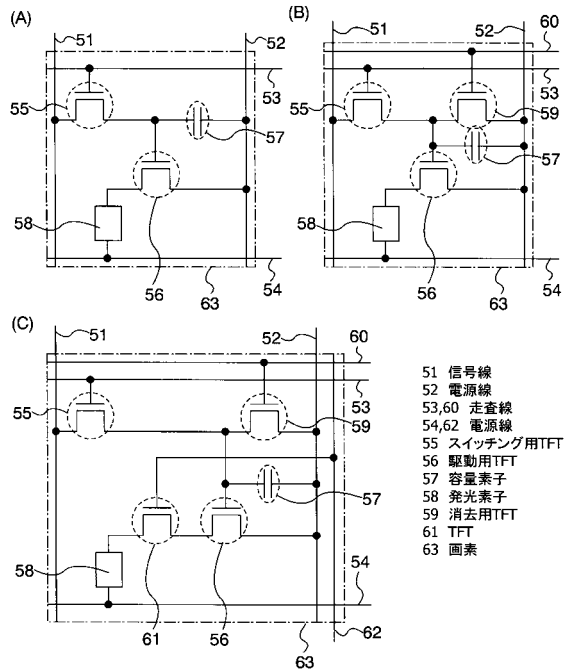 (A)
51
52
53
55
57
58
56
63
54
(B)
51
52
60
53
55
59
57
58
56
63
54
(C)
51
52
60
53
55
59
57
58
54
61
56
63
62
51 信号線
52 電源線
53,60 走査線
54,62 電源線
55 スイッチング用TFT
56 駆動用TFT
57 容量素子
58 発光素子
59 消去用TFT
61 TFT
63 画素